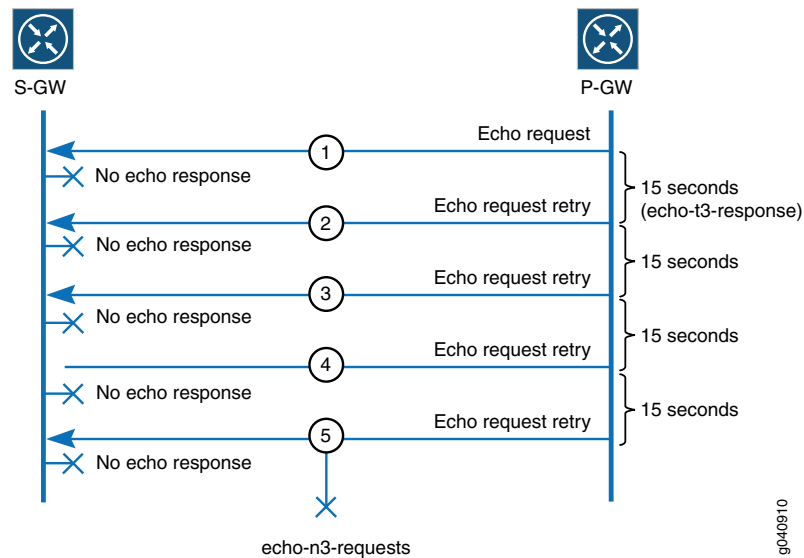 S-GW
P-GW
Echo request
1
No echo response
15 seconds
(echo-t3-response)
Echo request retry
2
No echo response
15 seconds
Echo request retry
3
No echo response
15 seconds
Echo request retry
4
No echo response
15 seconds
Echo request retry
5
No echo response
echo-n3-requests
g040910